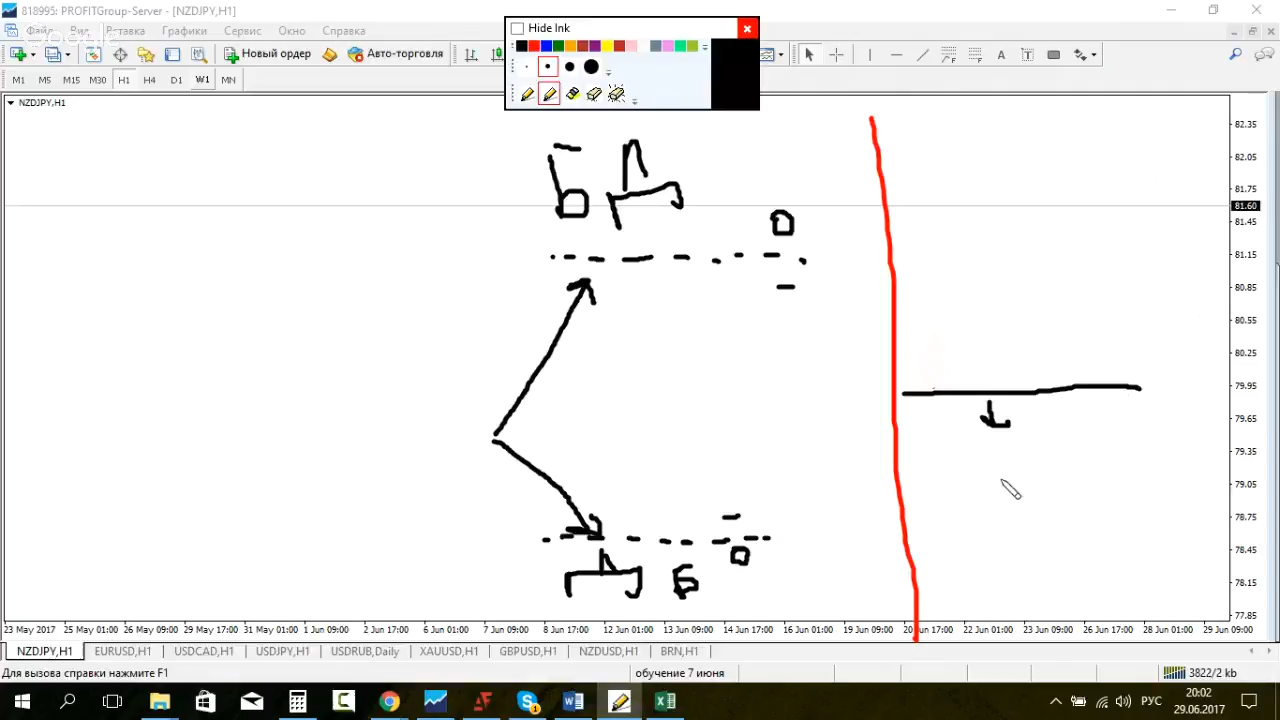 818995: PROFITGroup-Server - [NZDJPY,H1]
Hide Ink
Файл Вид Вставка Графики Сервис Окно Справка
Новый ордер Авто-торговля
M1 M5 M15 M30 H1 H4 D1 W1 MN
NZDJPY,H1
82.35
82.05
81.75
81.60
81.45
81.15
80.85
80.55
80.25
79.95
79.65
79.35
79.05
78.75
78.45
78.15
77.85
б Д
Д Б
23 May 2017 25 May 01:00 26 May 09:00 29 May 17:00 31 May 01:00 1 Jun 09:00 2 Jun 17:00 6 Jun 01:00 7 Jun 09:00 8 Jun 17:00 12 Jun 01:00 13 Jun 09:00 14 Jun 17:00 16 Jun 01:00 19 Jun 09:00 20 Jun 17:00 22 Jun 01:00 23 Jun 09:00 26 Jun 17:00 28 Jun 01:00 29 Jun 09:00
NZDJPY,H1 EURUSD,H1 USDCAD,H1 USDJPY,H1 USDRUB,Daily XAUUSD,H1 GBPUSD,H1 NZDUSD,H1 BRN,H1
Для вызова справки нажмите F1 обучение 7 июня 3822/2 kb
РУС 20:02
29.06.2017